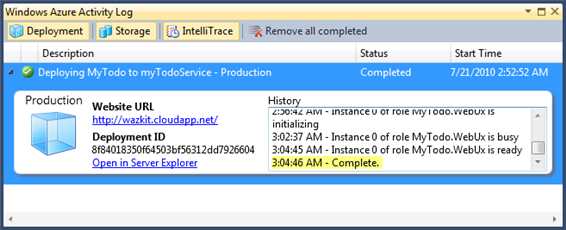 Windows Azure Activity Log
Deployment Storage IntelliTrace Remove all completed
Description Status Start Time
Deploying MyTodo to myTodoService - Production Completed 7/21/2010 2:52:52 AM
Production
Website URL
http://wazkit.cloudapp.net/
Deployment ID
8f84018350f64503bf56312dd7926604
Open in Server Explorer
History
2:56:42 AM - Instance 0 of role MyTodo.WebUx is
initializing
3:02:37 AM - Instance 0 of role MyTodo.WebUx is busy
3:04:45 AM - Instance 0 of role MyTodo.WebUx is ready
3:04:46 AM - Complete.